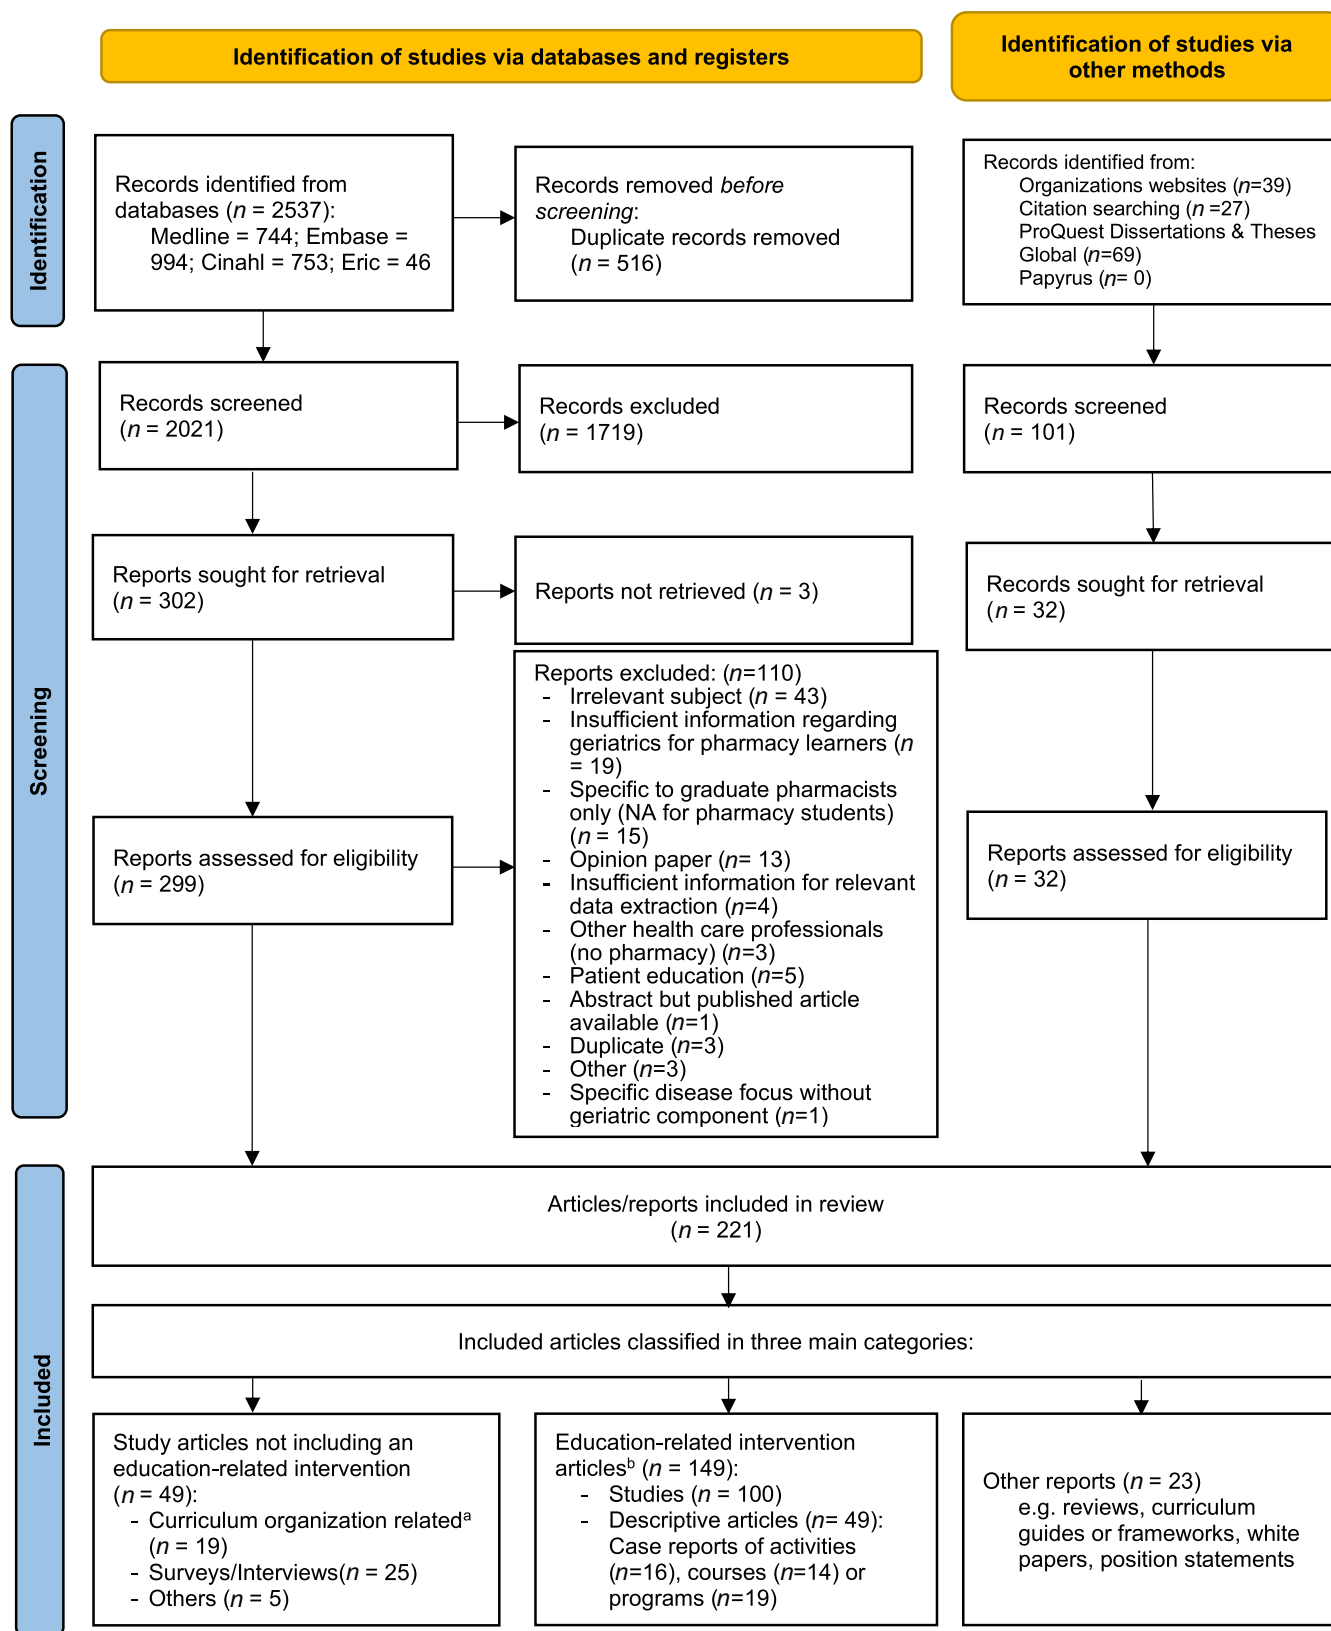 Identification of studies via databases and registers
Identification of studies via
other methods
Identification
Records identified from
databases (n = 2537):
Medline = 744; Embase =
994; Cinahl = 753; Eric = 46
Records removed before
screening:
Duplicate records removed
(n = 516)
Records identified from:
Organizations websites (n=39)
Citation searching (n =27)
ProQuest Dissertations & Theses
Global (n=69)
Papyrus (n= 0)
Screening
Records screened
(n = 2021)
Records excluded
(n = 1719)
Records screened
(n = 101)
Reports sought for retrieval
(n = 302)
Reports not retrieved (n = 3)
Records sought for retrieval
(n = 32)
Reports assessed for eligibility
(n = 299)
Reports excluded: (n=110)
- Irrelevant subject (n = 43)
- Insufficient information regarding
geriatrics for pharmacy learners (n
= 19)
- Specific to graduate pharmacists
only (NA for pharmacy students)
(n = 15)
- Opinion paper (n= 13)
- Insufficient information for relevant
data extraction (n=4)
- Other health care professionals
(no pharmacy) (n=3)
- Patient education (n=5)
- Abstract but published article
available (n=1)
- Duplicate (n=3)
- Other (n=3)
- Specific disease focus without
geriatric component (n=1)
Reports assessed for eligibility
(n = 32)
Included
Articles/reports included in review
(n = 221)
Included articles classified in three main categories:
Study articles not including an
education-related intervention
(n = 49):
- Curriculum organization relatedᵃ
(n = 19)
- Surveys/Interviews(n = 25)
- Others (n = 5)
Education-related intervention
articlesᵇ (n = 149):
- Studies (n = 100)
- Descriptive articles (n= 49):
Case reports of activities
(n=16), courses (n=14) or
programs (n=19)
Other reports (n = 23)
e.g. reviews, curriculum
guides or frameworks, white
papers, position statements